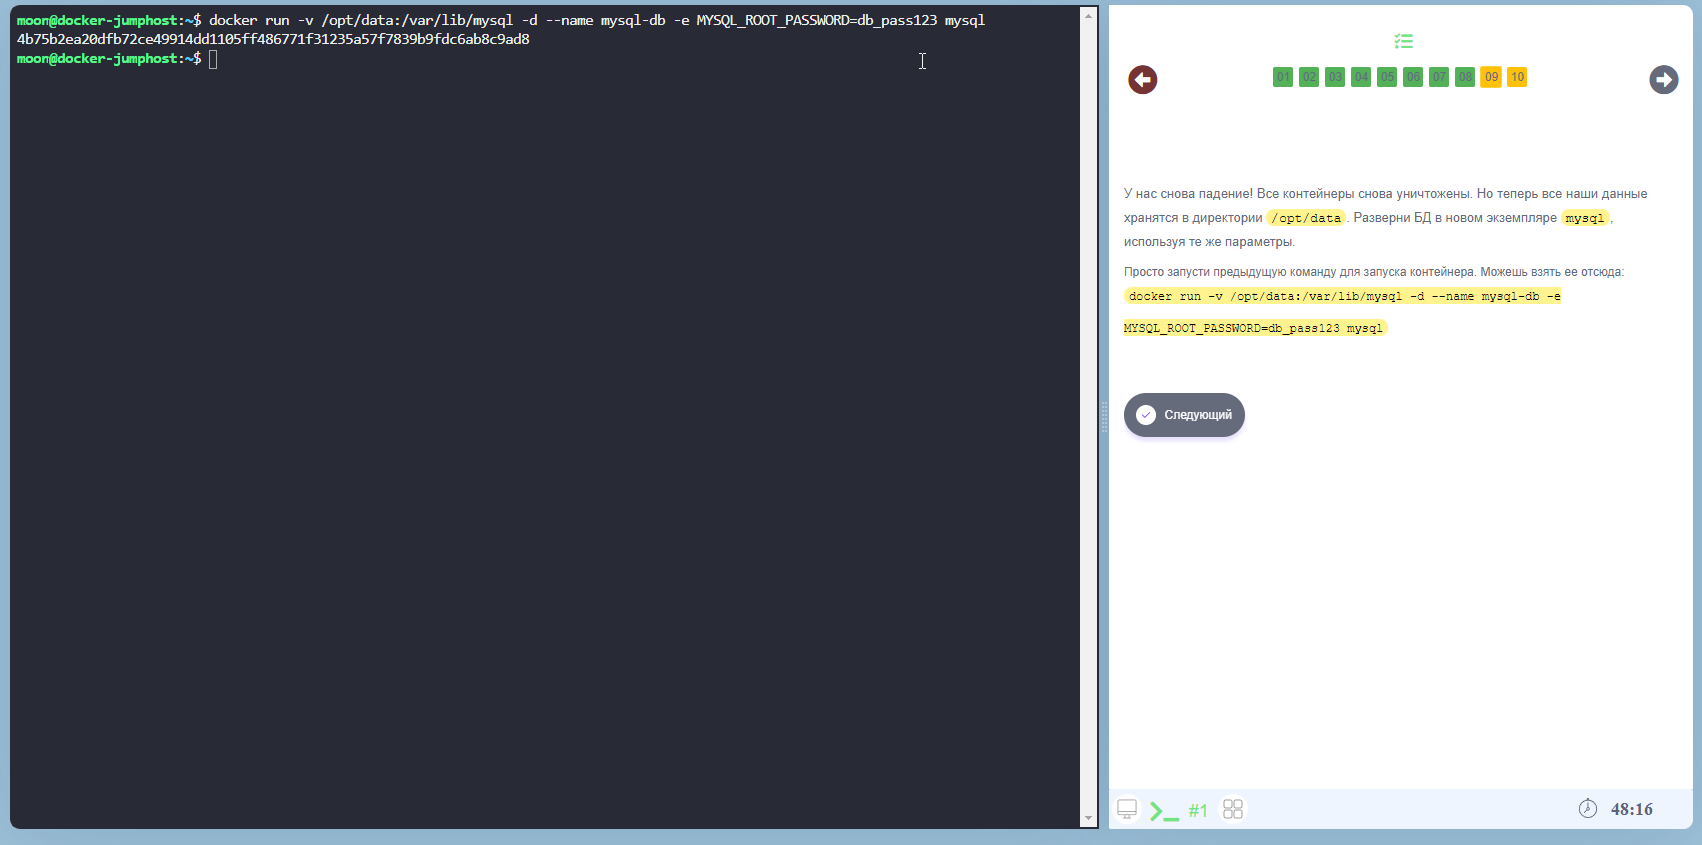 moon@docker-jumphost:~$ docker run -v /opt/data:/var/lib/mysql -d --name mysql-db -e MYSQL_ROOT_PASSWORD=db_pass123 mysql
4b75b2ea20dfb72ce49914dd1105ff486771f31235a57f7839b9fdc6ab8c9ad8
moon@docker-jumphost:~$
01 02 03 04 05 06 07 08 09 10
У нас снова падение! Все контейнеры снова уничтожены. Но теперь все наши данные
хранятся в директории /opt/data. Разверни БД в новом экземпляре mysql,
используя те же параметры.
Просто запусти предыдущую команду для запуска контейнера. Можешь взять ее отсюда:
docker run -v /opt/data:/var/lib/mysql -d --name mysql-db -e
MYSQL_ROOT_PASSWORD=db_pass123 mysql
Следующий
#1
48:16